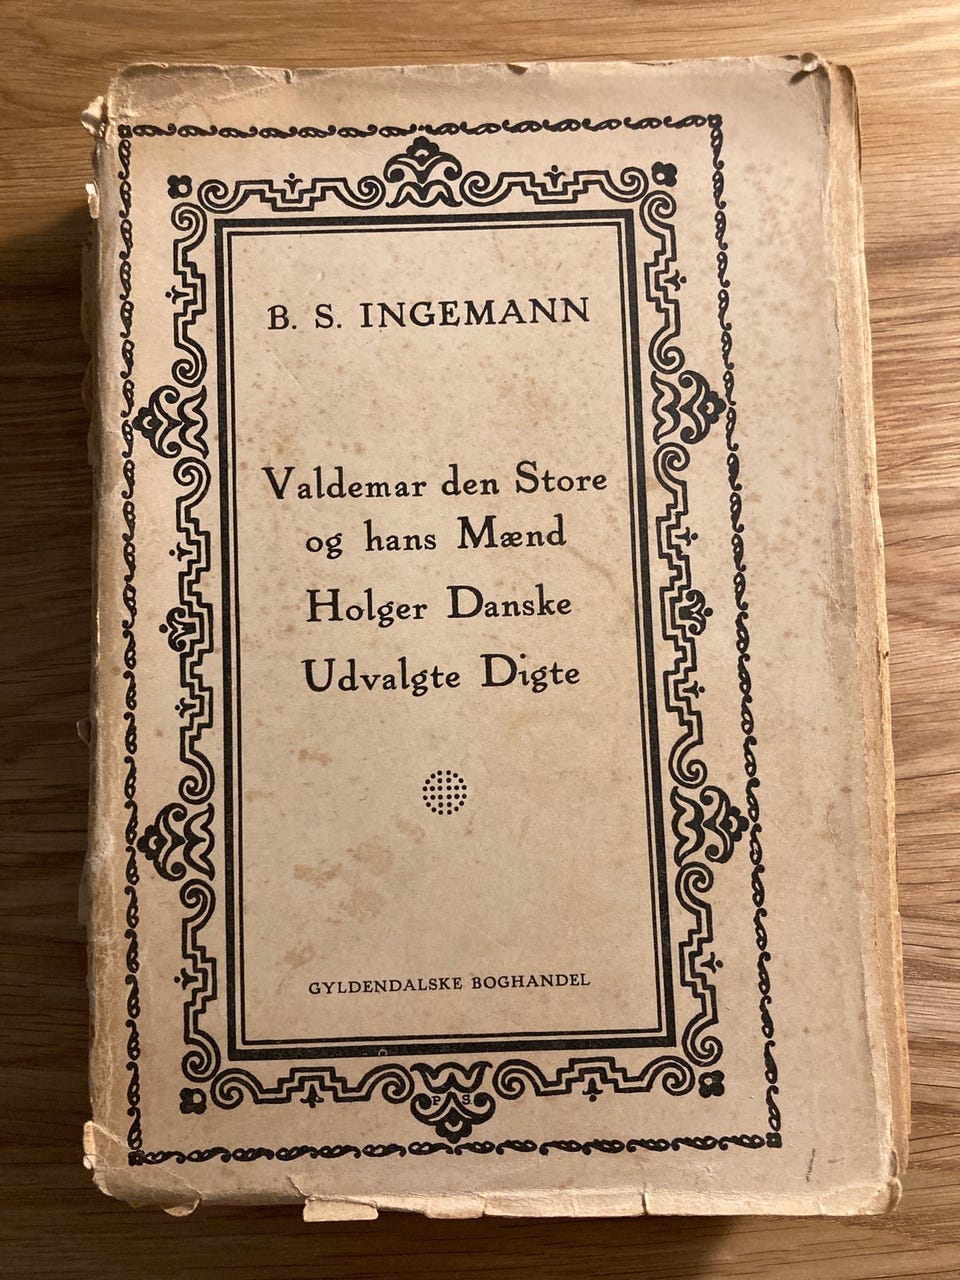 B. S. INGEMANN
Valdemar den Store
og hans Mænd
Holger Danske
Udvalgte Digte
GYLDENDALSKE BOGHANDEL
P S